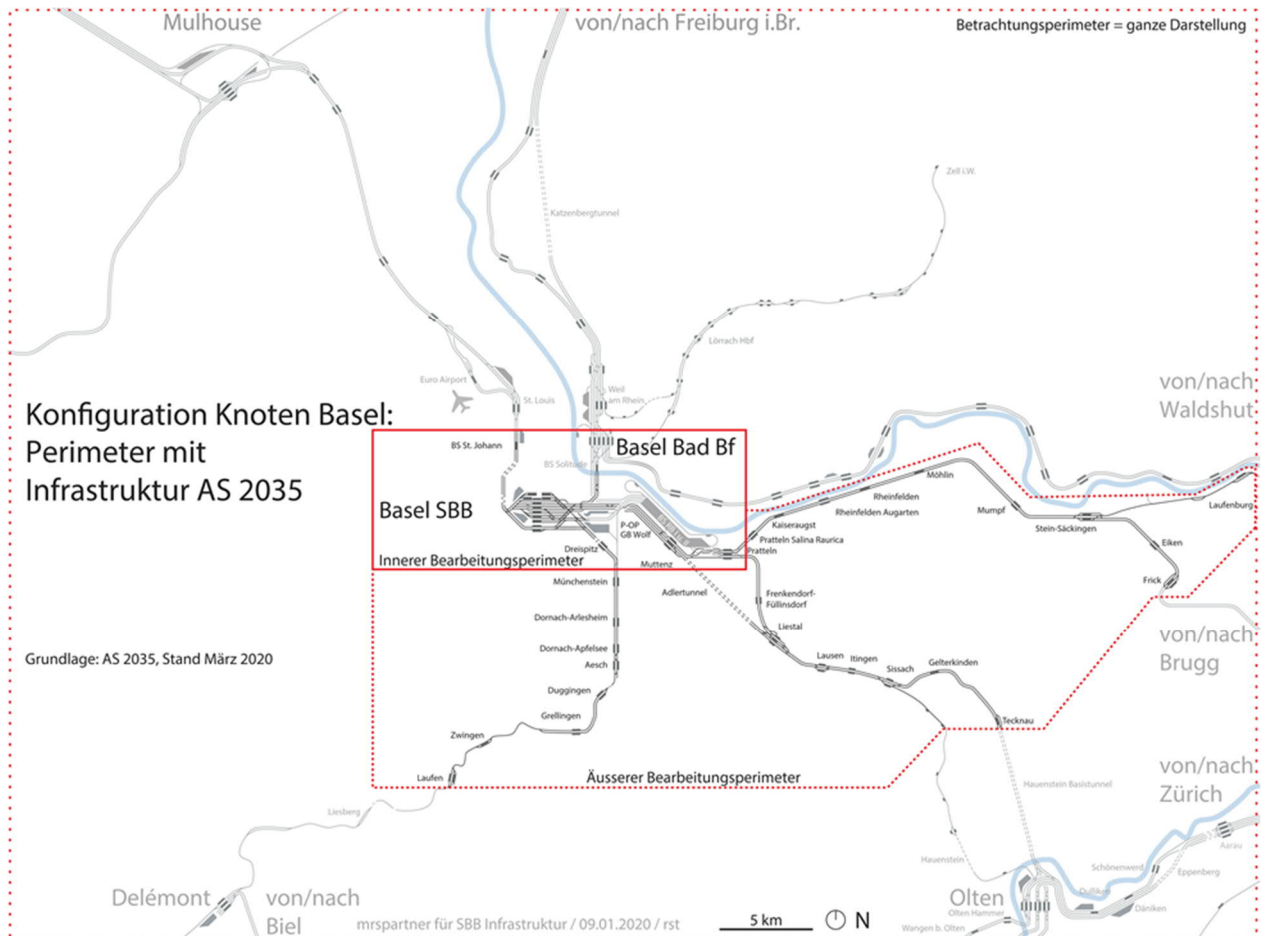 Mulhouse
von/nach Freiburg i.Br.
Betrachtungsperimeter = ganze Darstellung
Zell i.W.
Katzenbergtunnel
Lörrach Hbf
Euro Airport
St. Louis
Weil
am Rhein
von/nach
Waldshut
Konfiguration Knoten Basel:
Perimeter mit
Infrastruktur AS 2035
BS St. Johann
Basel Bad Bf
BS Solitude
Basel SBB
P-OP
GB Wolf
Dreispitz
Innerer Bearbeitungsperimeter
Muttenz
Pratteln
Pratteln Salina Raurica
Kaiseraugst
Rheinfelden Augarten
Rheinfelden
Möhlin
Mumpf
Stein-Säckingen
Laufenburg
Eiken
Frick
Münchenstein
Adlertunnel
Frenkendorf-
Füllinsdorf
Dornach-Arlesheim
Liestal
von/nach
Brugg
Grundlage: AS 2035, Stand März 2020
Dornach-Apfelsee
Aesch
Lausen
Itingen
Sissach
Gelterkinden
Duggingen
Grellingen
Tecknau
Zwingen
Laufen
Äusserer Bearbeitungsperimeter
Hauenstein Basistunnel
von/nach
Zürich
Liesberg
Hauenstein
Schönenwerd
Aarau
Eppenberg
Delémont
von/nach
Biel
mrspartner für SBB Infrastruktur / 09.01.2020 / rst
5 km
N
Olten
Olten Hammer
Wangen b. Olten
Dulliken
Däniken